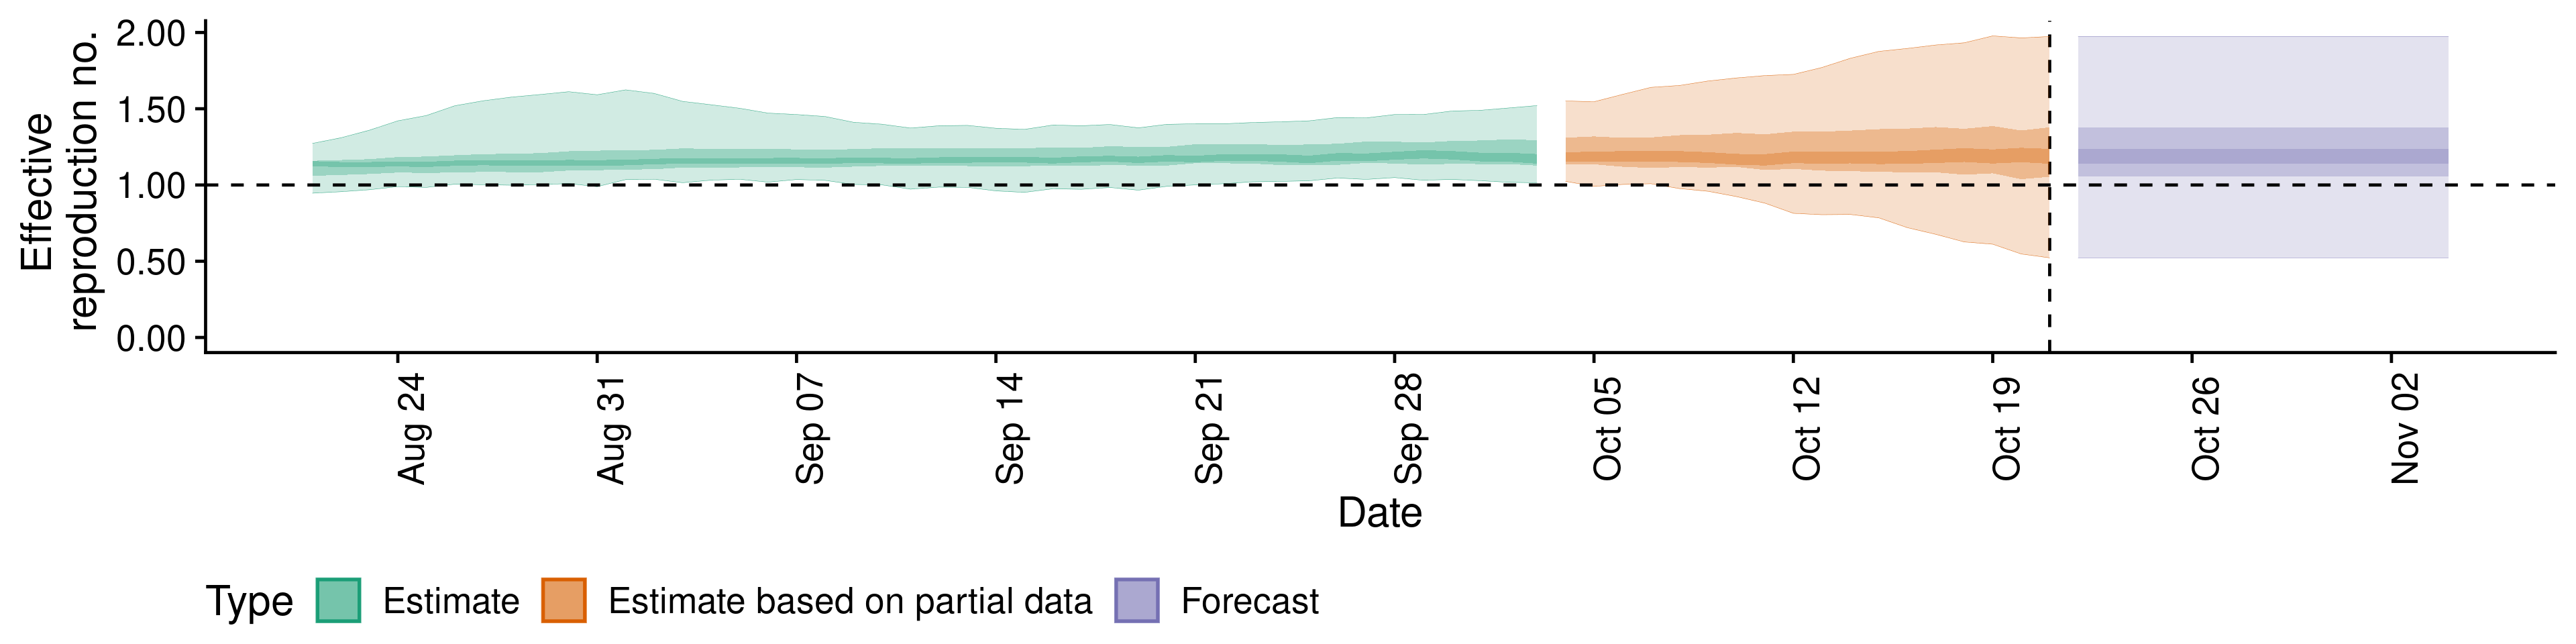 Effective
reproduction no.
2.00
1.50
1.00
0.50
0.00
Aug 24
Aug 31
Sep 07
Sep 14
Sep 21
Sep 28
Oct 05
Oct 12
Oct 19
Oct 26
Nov 02
Date
Type Estimate Estimate based on partial data Forecast